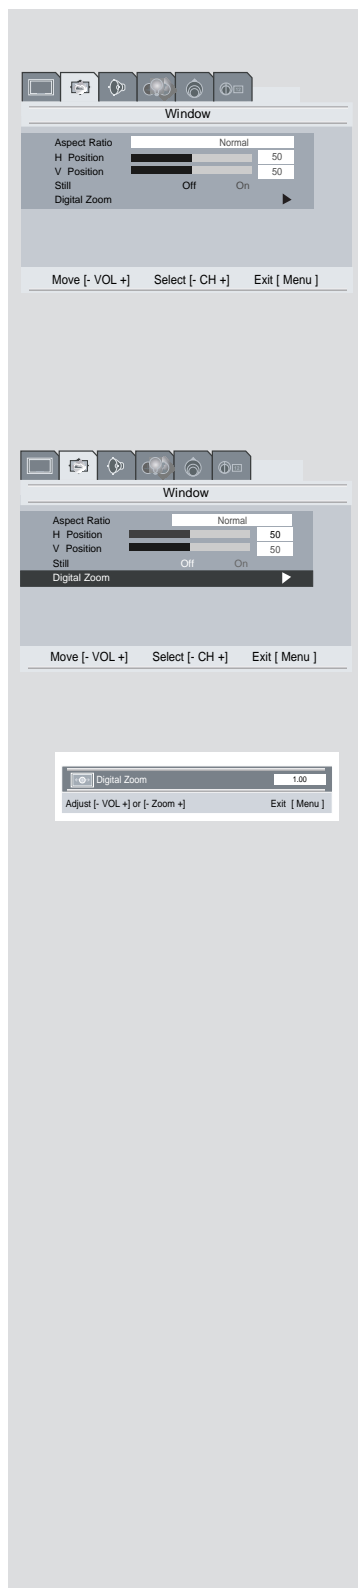 Window
Aspect Ratio Normal
H Position 50
V Position 50
Still Off On
Digital Zoom
Move [- VOL +] Select [- CH +] Exit [ Menu ]
Window
Aspect Ratio Normal
H Position 50
V Position 50
Still Off On
Digital Zoom
Move [- VOL +] Select [- CH +] Exit [ Menu ]
Digital Zoom 1.00
Adjust [- VOL +] or [- Zoom +] Exit [ Menu ]